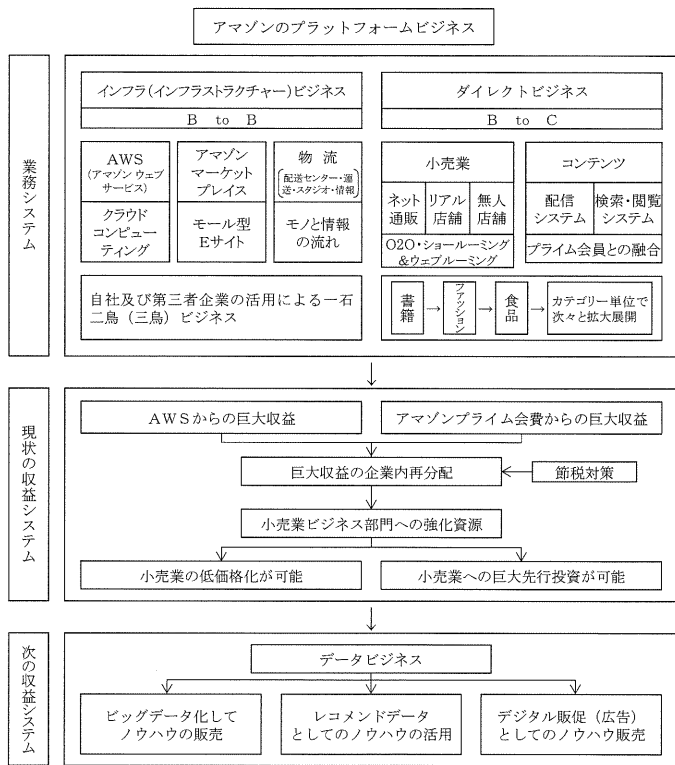 アマゾンのプラットフォームビジネス
業務システム
インフラ(インフラストラクチャー)ビジネス
B to B
AWS
(アマゾン ウェブ
サービス)
クラウド
コンピュー
ティング
アマゾン
マーケット
プレイス
モール型
Eサイト
物流
配送センター・運
送・スタジオ・情報
モノと情報
の流れ
自社及び第三者企業の活用による一石
二鳥(三鳥)ビジネス
ダイレクトビジネス
B to C
小売業
ネット
通販
リアル
店舗
無人
店舗
O2O・ショールーミング
&ウェブルーミング
コンテンツ
配信
システム
検索・閲覧
システム
プライム会員との融合
書籍
ファッション
食品
カテゴリー単位で
次々と拡大展開
現状の収益システム
AWSからの巨大収益
アマゾンプライム会費からの巨大収益
巨大収益の企業内再分配
節税対策
小売業ビジネス部門への強化資源
小売業の低価格化が可能
小売業への巨大先行投資が可能
次の収益システム
データビジネス
ビッグデータ化して
ノウハウの販売
レコメンドデータ
としてのノウハウの活用
デジタル販促(広告)
としてのノウハウ販売